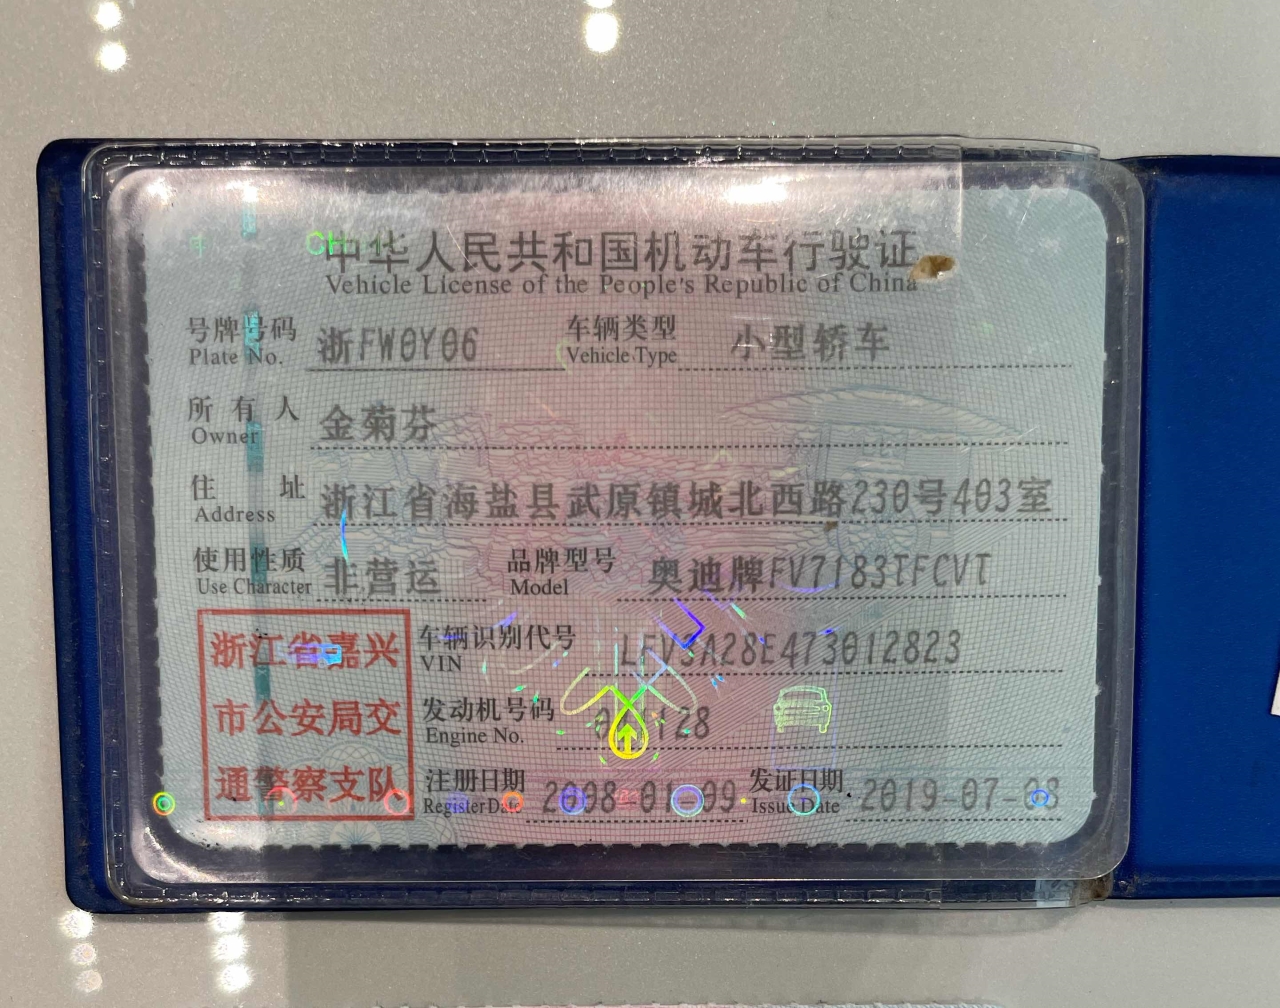 中华人民共和国机动车行驶证
Vehicle License of the People's Republic of China
号牌号码 浙FW0Y06 车辆类型 小型轿车
Plate No. Vehicle Type
所有人 金菊芬
Owner
住址 浙江省海盐县武原镇城北西路230号403室
Address
使用性质 非营运 品牌型号 奥迪牌FV7183TFCVT
Use Character Model
浙江省嘉兴
市公安局交
通警察支队
车辆识别代号 LFV3A28E473012823
VIN
发动机号码
Engine No.
注册日期 2008-01-09 发证日期 2019-07-08
Register Date Issue Date